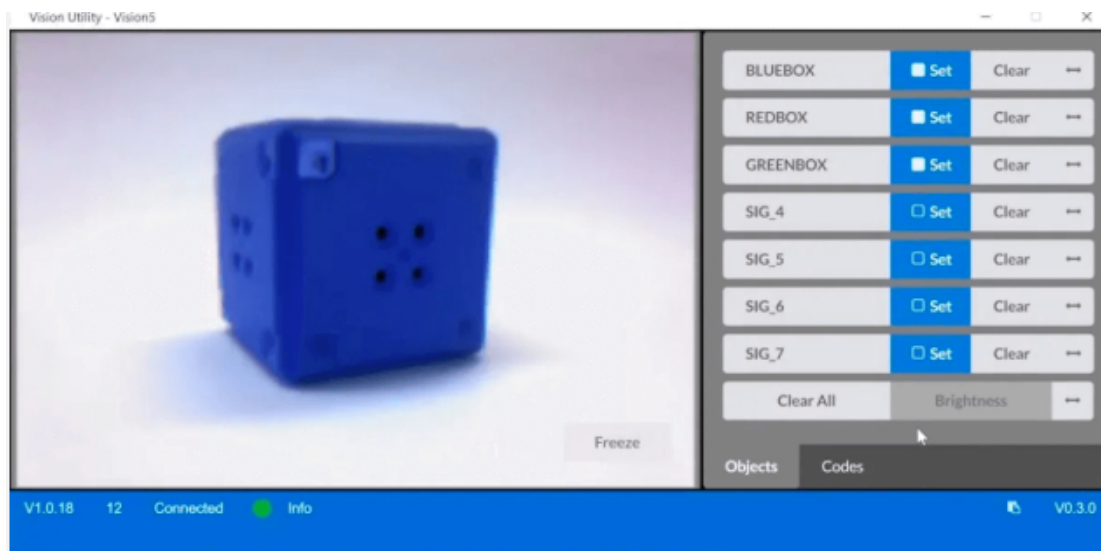 Vision Utility - Vision5
BLUEBOX Set Clear
REDBOX Set Clear
GREENBOX Set Clear
SIG_4 Set Clear
SIG_5 Set Clear
SIG_6 Set Clear
SIG_7 Set Clear
Clear All Brightness
Freeze
Objects Codes
V1.0.18 12 Connected Info V0.3.0